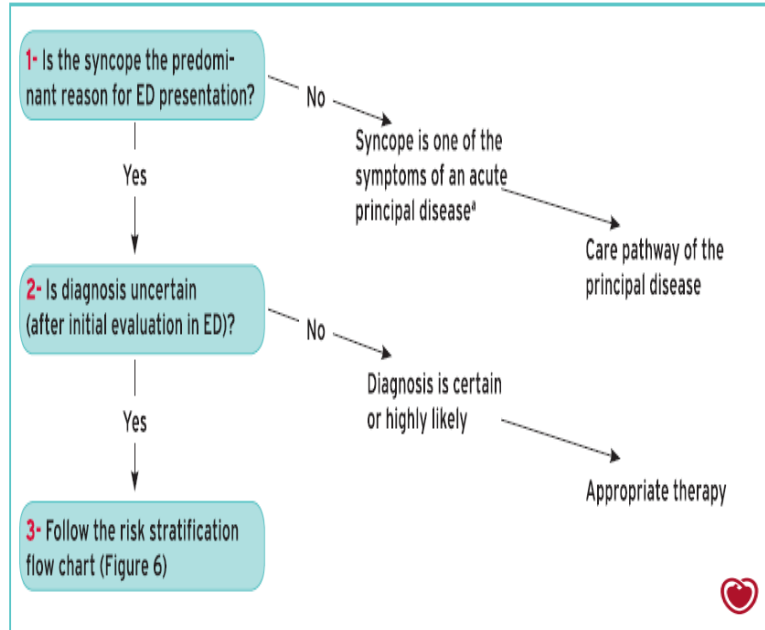 1- Is the syncope the predomi-
nant reason for ED presentation?
No
Syncope is one of the
symptoms of an acute
principal diseaseª
Yes
Care pathway of the
principal disease
2- Is diagnosis uncertain
(after initial evaluation in ED)?
No
Diagnosis is certain
or highly likely
Yes
Appropriate therapy
3- Follow the risk stratification
flow chart (Figure 6)